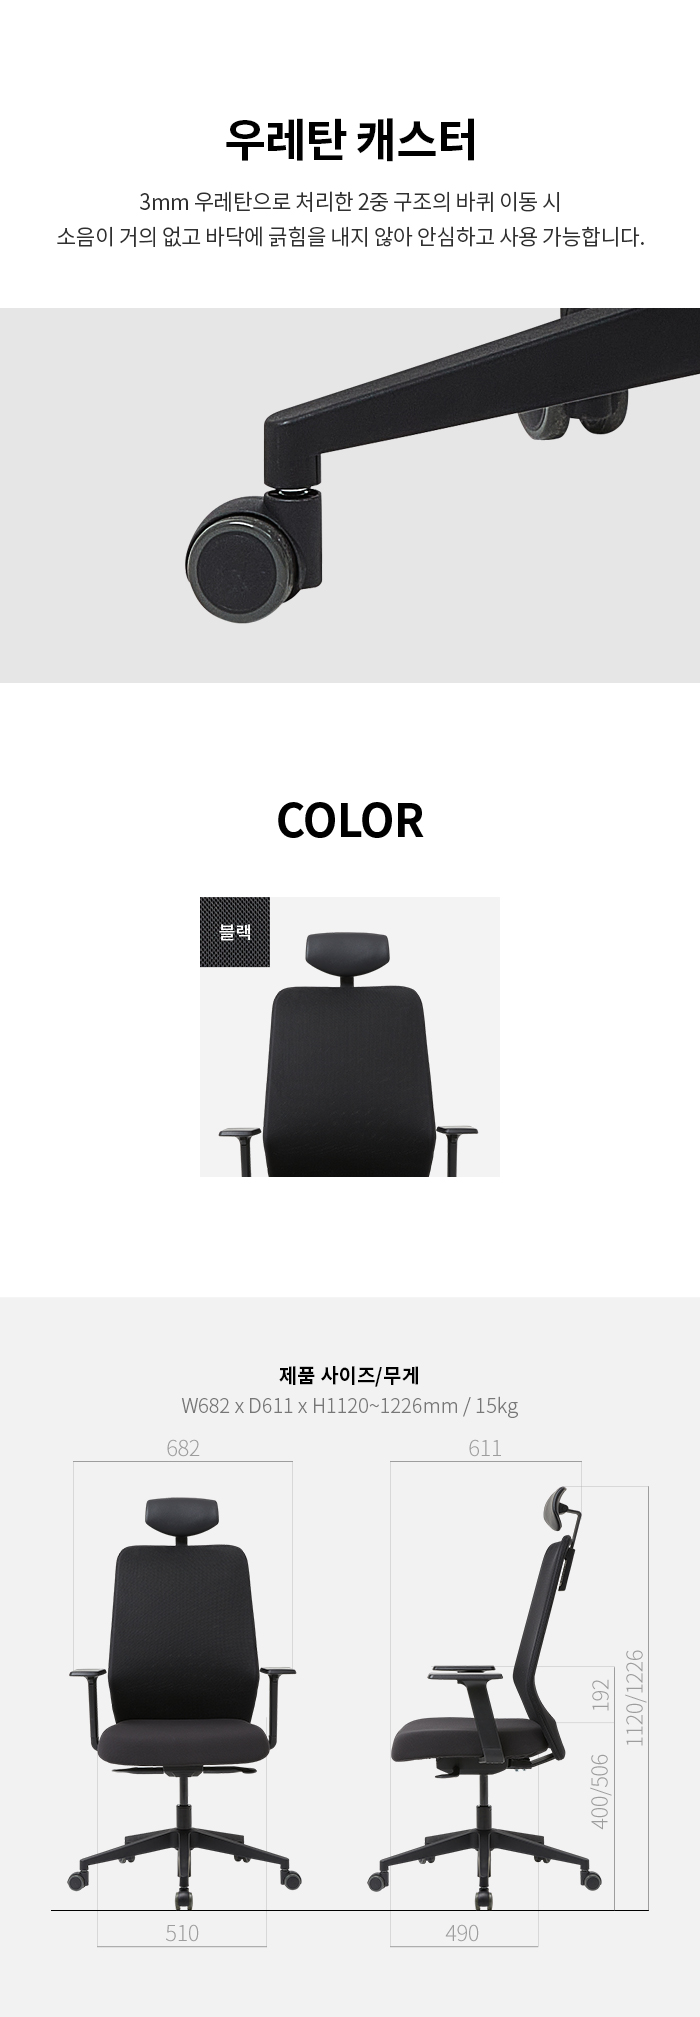 우레탄 캐스터
3mm 우레탄으로 처리한 2중 구조의 바퀴 이동 시
소음이 거의 없고 바닥에 긁힘을 내지 않아 안심하고 사용 가능합니다.
COLOR
블랙
제품 사이즈/무게
W682 x D611 x H1120~1226mm / 15kg
682
611
192
1120/1226
400/506
510
490